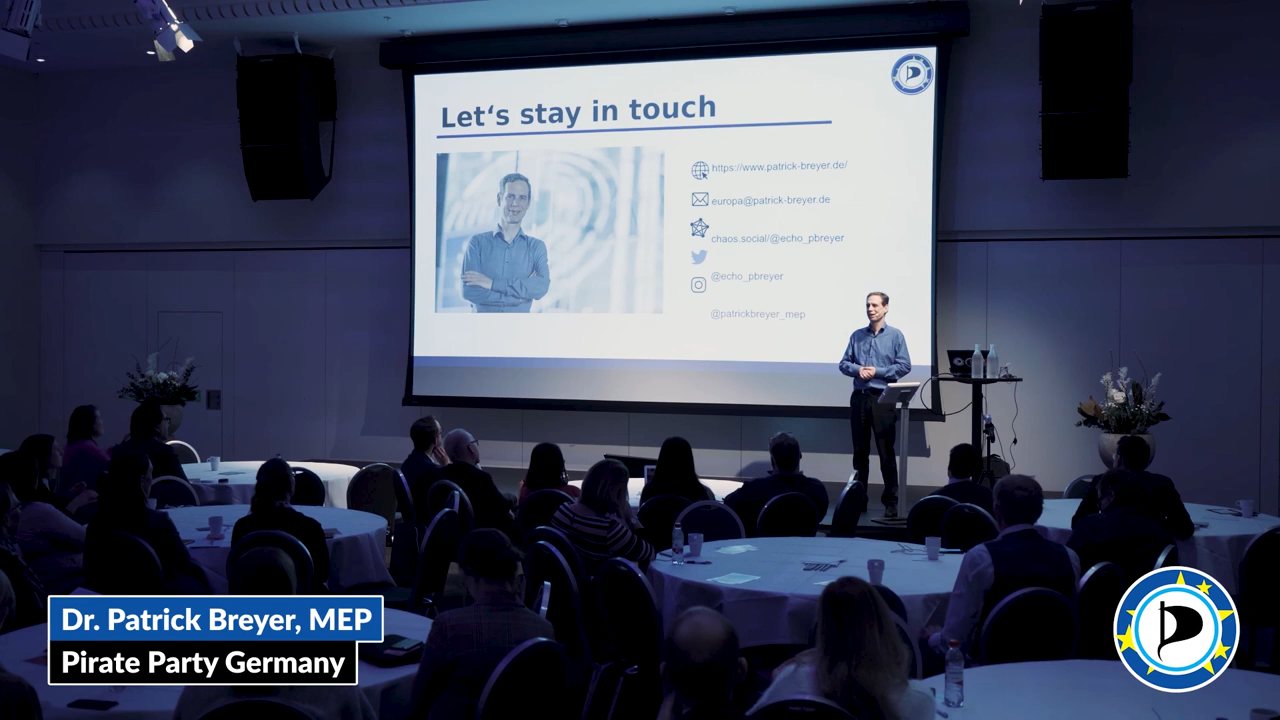 Let‘s stay in touch
https://www.patrick-breyer.de/
europa@patrick-breyer.de
chaos.social/@echo_pbreyer
@echo_pbreyer
@patrickbreyer_mep
Dr. Patrick Breyer, MEP
Pirate Party Germany